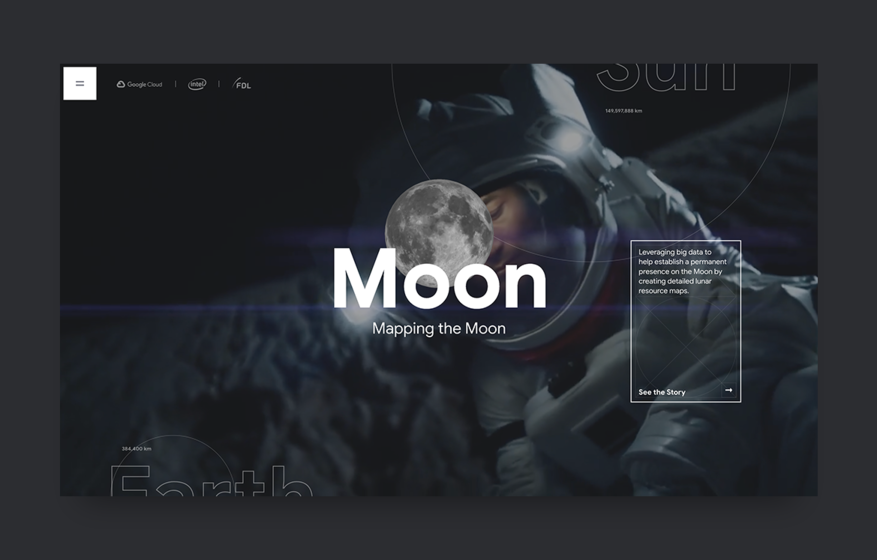 Google Cloud
intel
FDL
Sun
149,597,888 km
Moon
Mapping the Moon
Leveraging big data to
help establish a permanent
presence on the Moon by
creating detailed lunar
resource maps.
See the Story →
384,400 km
Earth